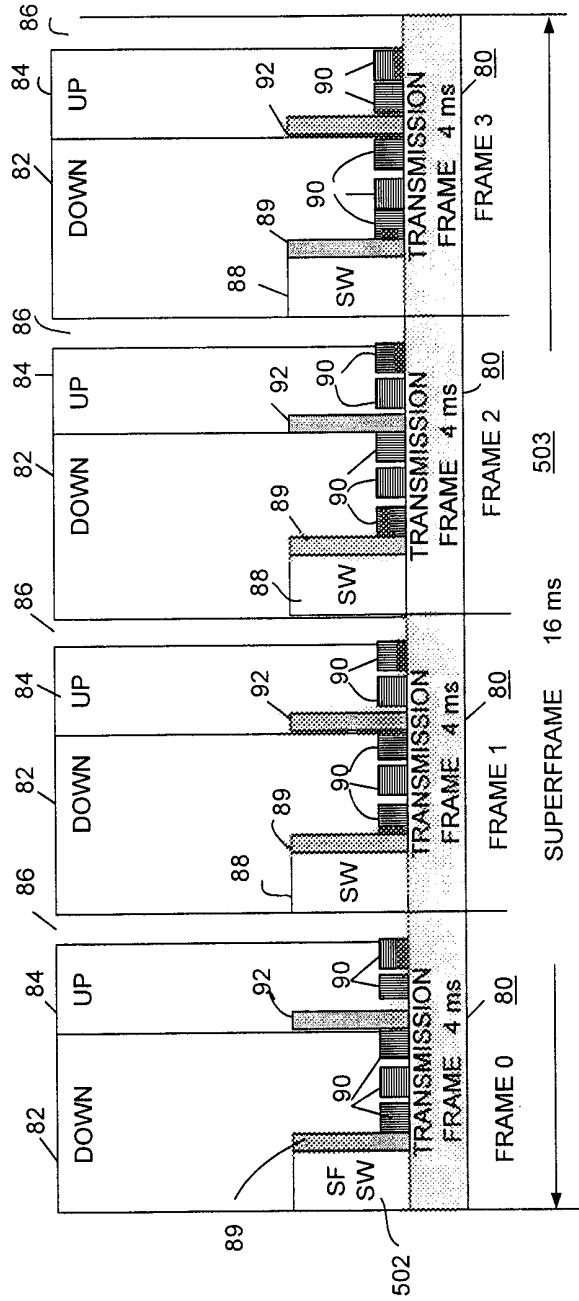 82 84 86 82 84 86 82 84 86 82 84 86
DOWN UP DOWN UP DOWN UP DOWN UP
89 92 88 89 92 88 89 92 88 89 92
502 SF SW 90 90 SW 90 90 SW 90 90 SW 90 90
TRANSMISSION FRAME 4 ms TRANSMISSION FRAME 4 ms TRANSMISSION FRAME 4 ms TRANSMISSION FRAME 4 ms
80 80 80 80
FRAME 0 FRAME 1 FRAME 2 FRAME 3
SUPERFRAME 16 ms 503